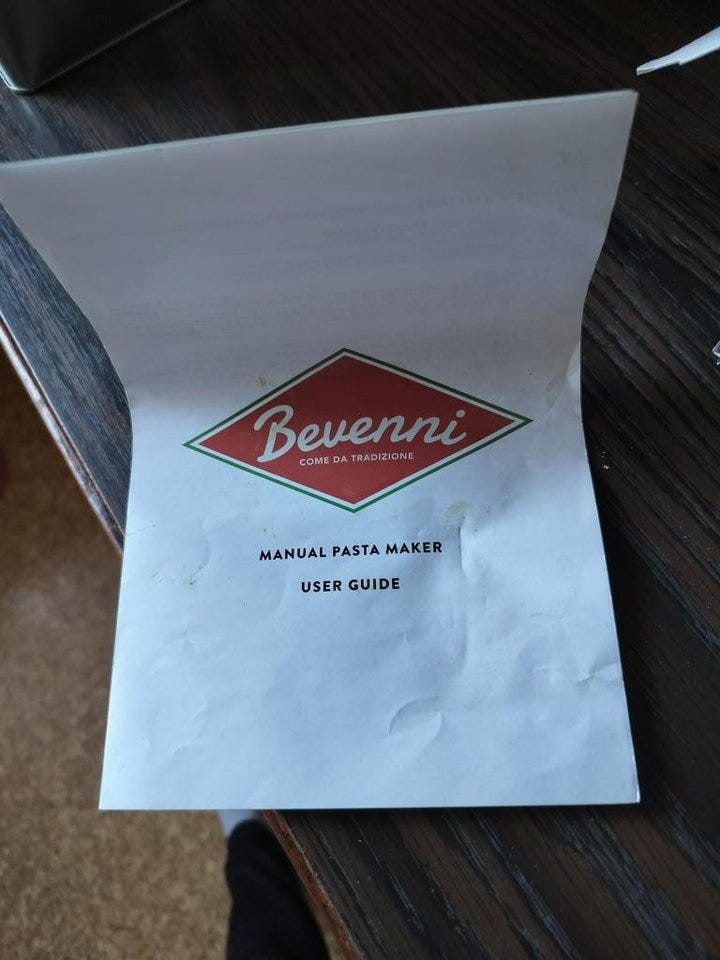 Bevenni
COME DA TRADIZIONE
MANUAL PASTA MAKER
USER GUIDE